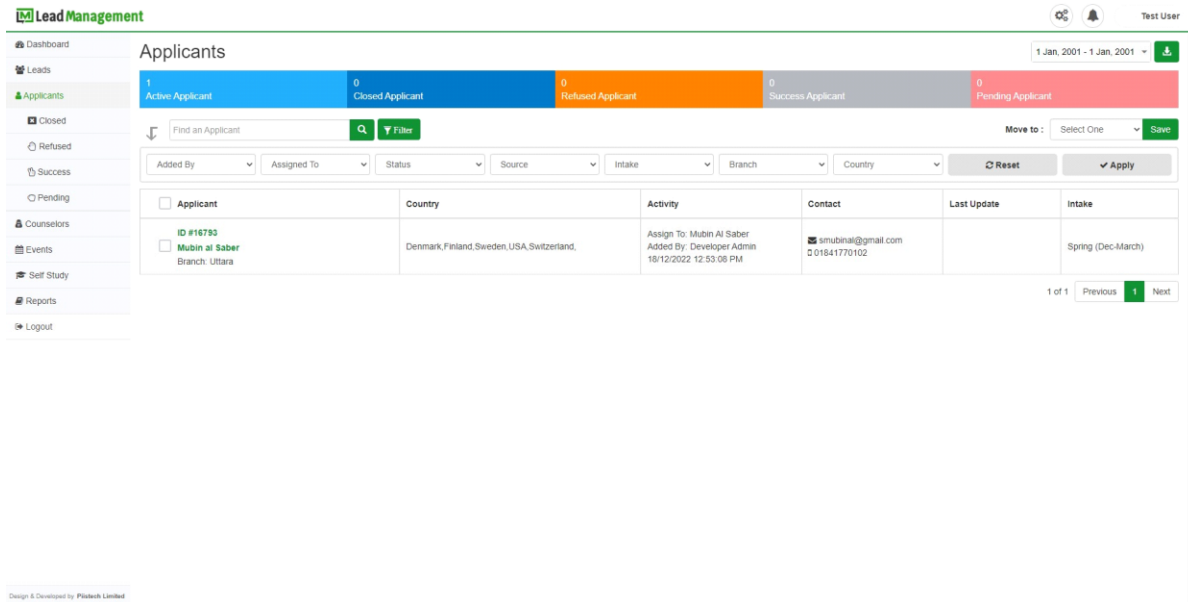 LM Lead Management
Test User
Dashboard
Leads
Applicants
Closed
Refused
Success
Pending
Counselors
Events
Self Study
Reports
Logout
Applicants
1 Jan, 2001 - 1 Jan, 2001
1
Active Applicant
0
Closed Applicant
0
Refused Applicant
0
Success Applicant
0
Pending Applicant
Find an Applicant
Filter
Move to :
Select One
Save
Added By
Assigned To
Status
Source
Intake
Branch
Country
Reset
Apply
Applicant
Country
Activity
Contact
Last Update
Intake
ID #16793
Mubin al Saber
Branch: Uttara
Denmark,Finland,Sweden,USA,Switzerland,
Assign To: Mubin Al Saber
Added By: Developer Admin
18/12/2022 12:53:08 PM
smubinal@gmail.com
01841770102
Spring (Dec-March)
1 of 1
Previous
1
Next
Design & Developed by Piistech Limited